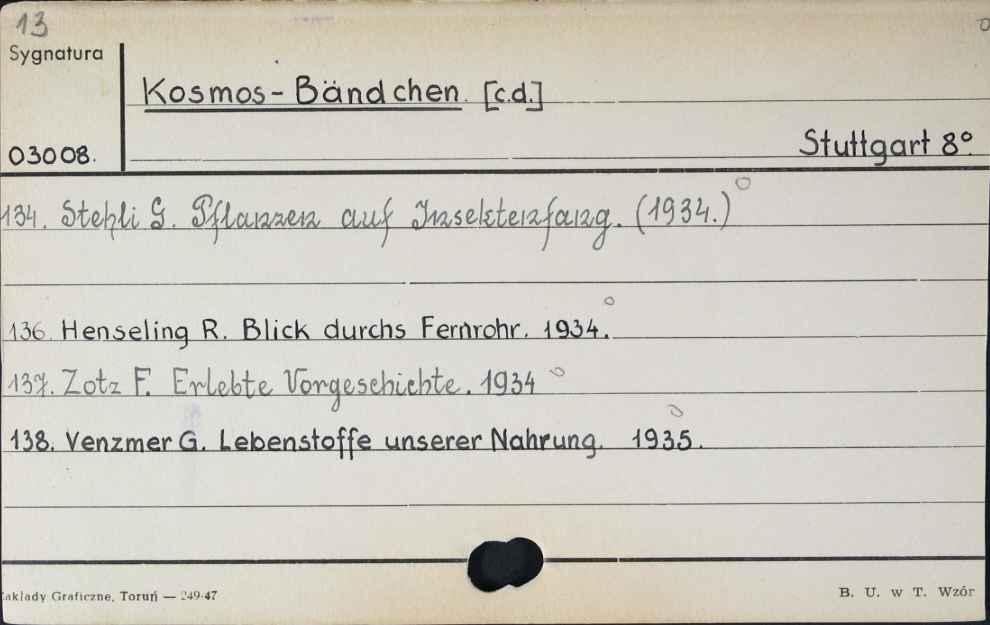 13
Sygnatura
Kosmos-Bändchen. [c.d.]
03008.
Stuttgart 8°
134. Stehli G. Pflanzen auf Insektenfang. (1934.)
136. Henseling R. Blick durchs Fernrohr. 1934.
137. Zotz F. Erlebte Vorgeschichte. 1934
138. Venzmer G. Lebenstoffe unserer Nahrung. 1935.
akłady Graficzne, Toruń — 249-47
B. U. w T. Wzór